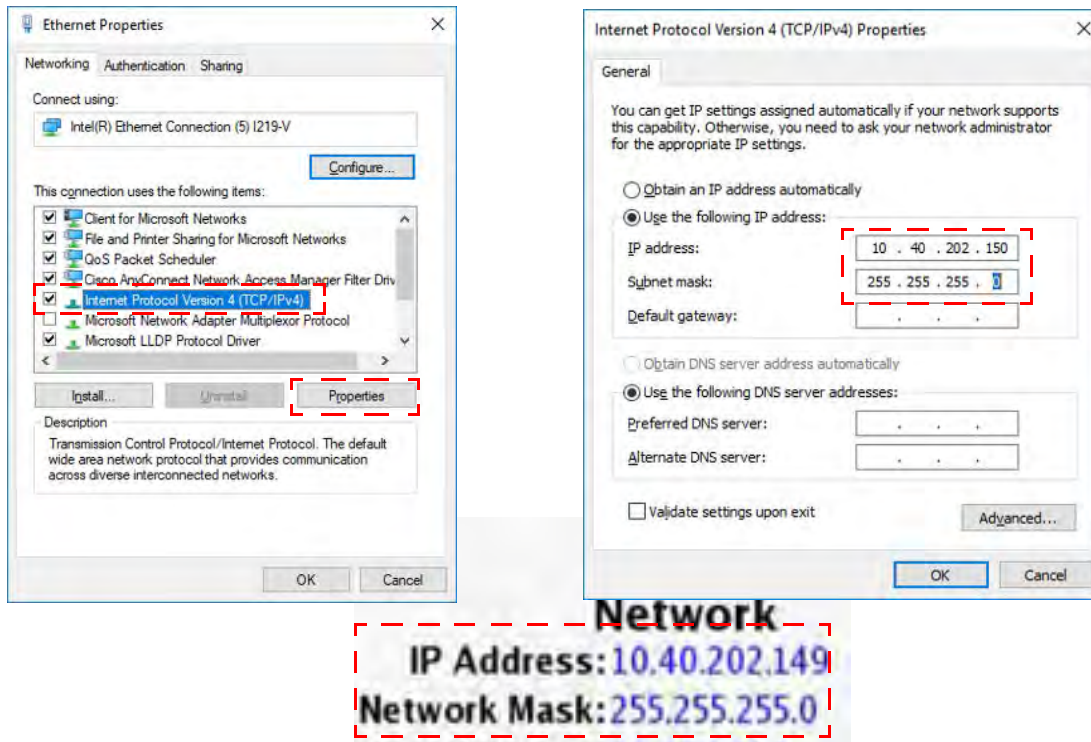 Ethernet Properties
Networking Authentication Sharing
Connect using:
Intel(R) Ethernet Connection (5) I219-V
Configure...
This connection uses the following items:
Client for Microsoft Networks
File and Printer Sharing for Microsoft Networks
QoS Packet Scheduler
Cisco AnyConnect Network Access Manager Filter Driv
Internet Protocol Version 4 (TCP/IPv4)
Microsoft Network Adapter Multiplexor Protocol
Microsoft LLDP Protocol Driver
Install... Uninstall Properties
Description
Transmission Control Protocol/Internet Protocol. The default
wide area network protocol that provides communication
across diverse interconnected networks.
OK Cancel
Internet Protocol Version 4 (TCP/IPv4) Properties
General
You can get IP settings assigned automatically if your network supports
this capability. Otherwise, you need to ask your network administrator
for the appropriate IP settings.
Obtain an IP address automatically
Use the following IP address:
IP address: 10 . 40 . 202 . 150
Subnet mask: 255 . 255 . 255 . 0
Default gateway: . . .
Obtain DNS server address automatically
Use the following DNS server addresses:
Preferred DNS server: . . .
Alternate DNS server: . . .
Validate settings upon exit
Advanced...
OK Cancel
Network
IP Address: 10.40.202.149
Network Mask: 255.255.255.0